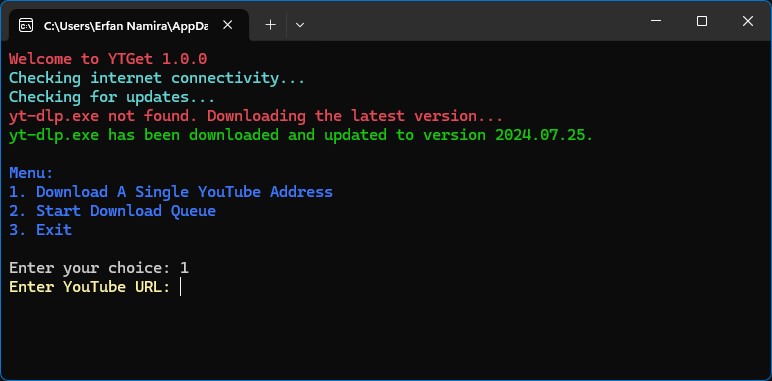 C:\Users\Erfan Namira\AppDa
Welcome to YTGet 1.0.0
Checking internet connectivity...
Checking for updates...
yt-dlp.exe not found. Downloading the latest version...
yt-dlp.exe has been downloaded and updated to version 2024.07.25.
Menu:
1. Download A Single YouTube Address
2. Start Download Queue
3. Exit
Enter your choice: 1
Enter YouTube URL: